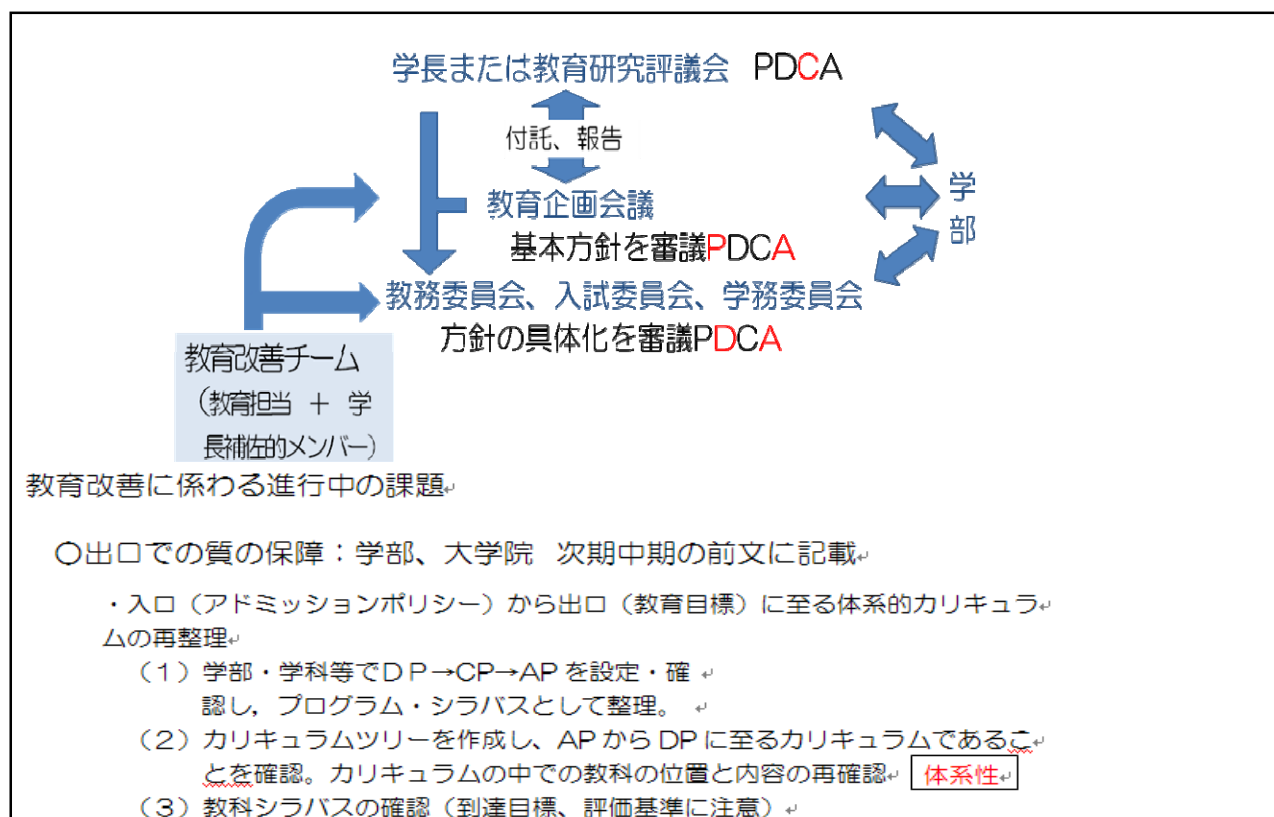 学長または教育研究評議会 PDCA
付託、報告
教育企画会議
学
部
基本方針を審議PDCA
教務委員会、入試委員会、学務委員会
方針の具体化を審議PDCA
教育改善チーム
（教育担当 ＋ 学
長補佐的メンバー）
教育改善に係わる進行中の課題
〇出口での質の保障：学部、大学院 次期中期の前文に記載
・入口（アドミッションポリシー）から出口（教育目標）に至る体系的カリキュラ
ムの再整理
（1）学部・学科等でＤＰ→CP→AP を設定・確
認し，プログラム・シラバスとして整理。
（2）カリキュラムツリーを作成し、AP から DP に至るカリキュラムであるこ
とを確認。カリキュラムの中での教科の位置と内容の再確認 体系性
（3）教科シラバスの確認（到達目標、評価基準に注意）